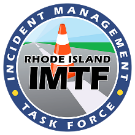 INCIDENT MANAGEMENT
RHODE ISLAND
IMTF
TASK FORCE